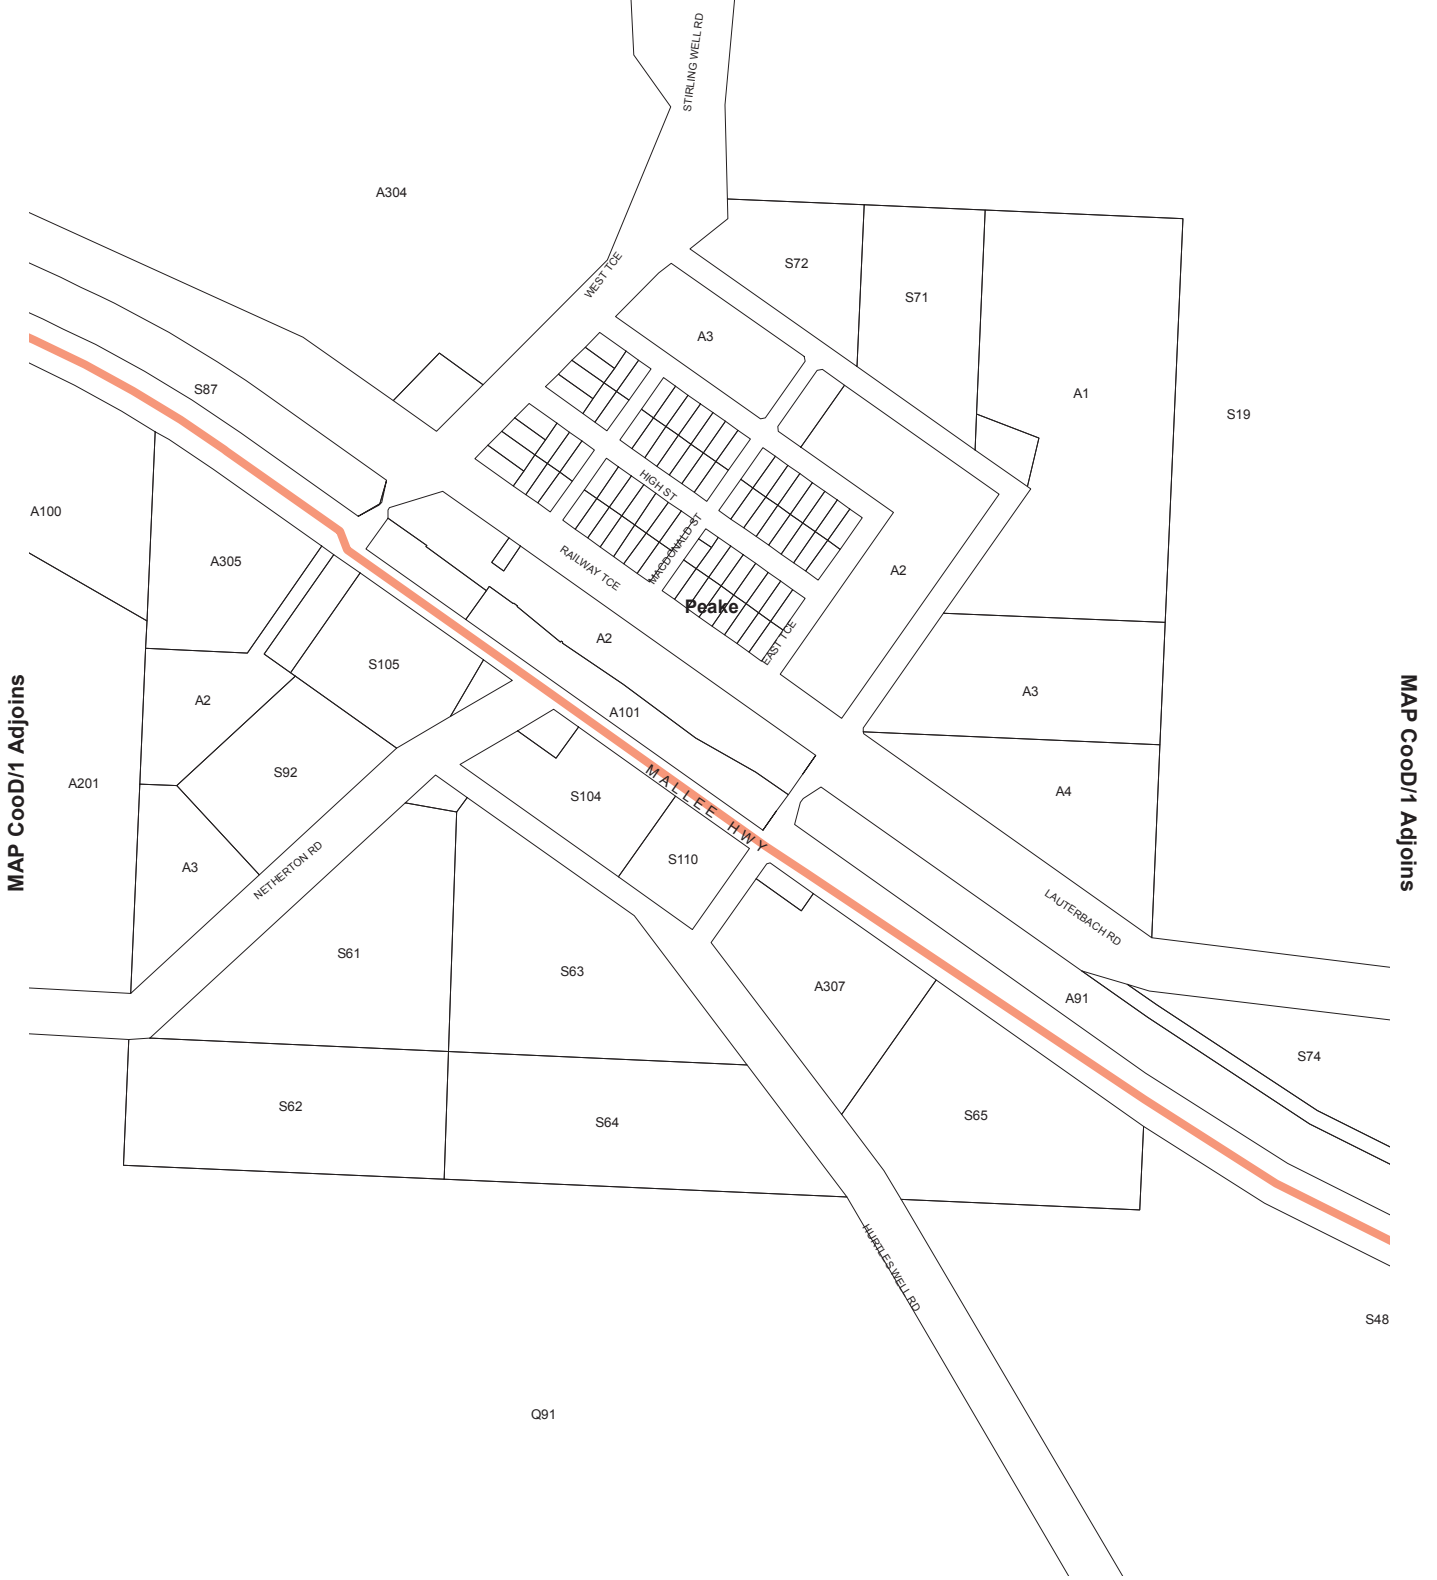 STIRLING WELL RD
A304
WEST TCE
S72
S71
A3
S87
A1
S19
HIGH ST
A100
MACDONALD ST
RAILWAY TCE
A305
A2
Peake
A2
EAST TCE
S105
A3
A2
A101
MAP CooD/1 Adjoins
MAP CooD/1 Adjoins
S92
A201
S104
MALLEE HWY
A4
S110
A3
NETHERTON RD
LAUTERBACH RD
S61
S63
A307
A91
S74
S62
S64
S65
HURTLES WELL RD
S48
Q91